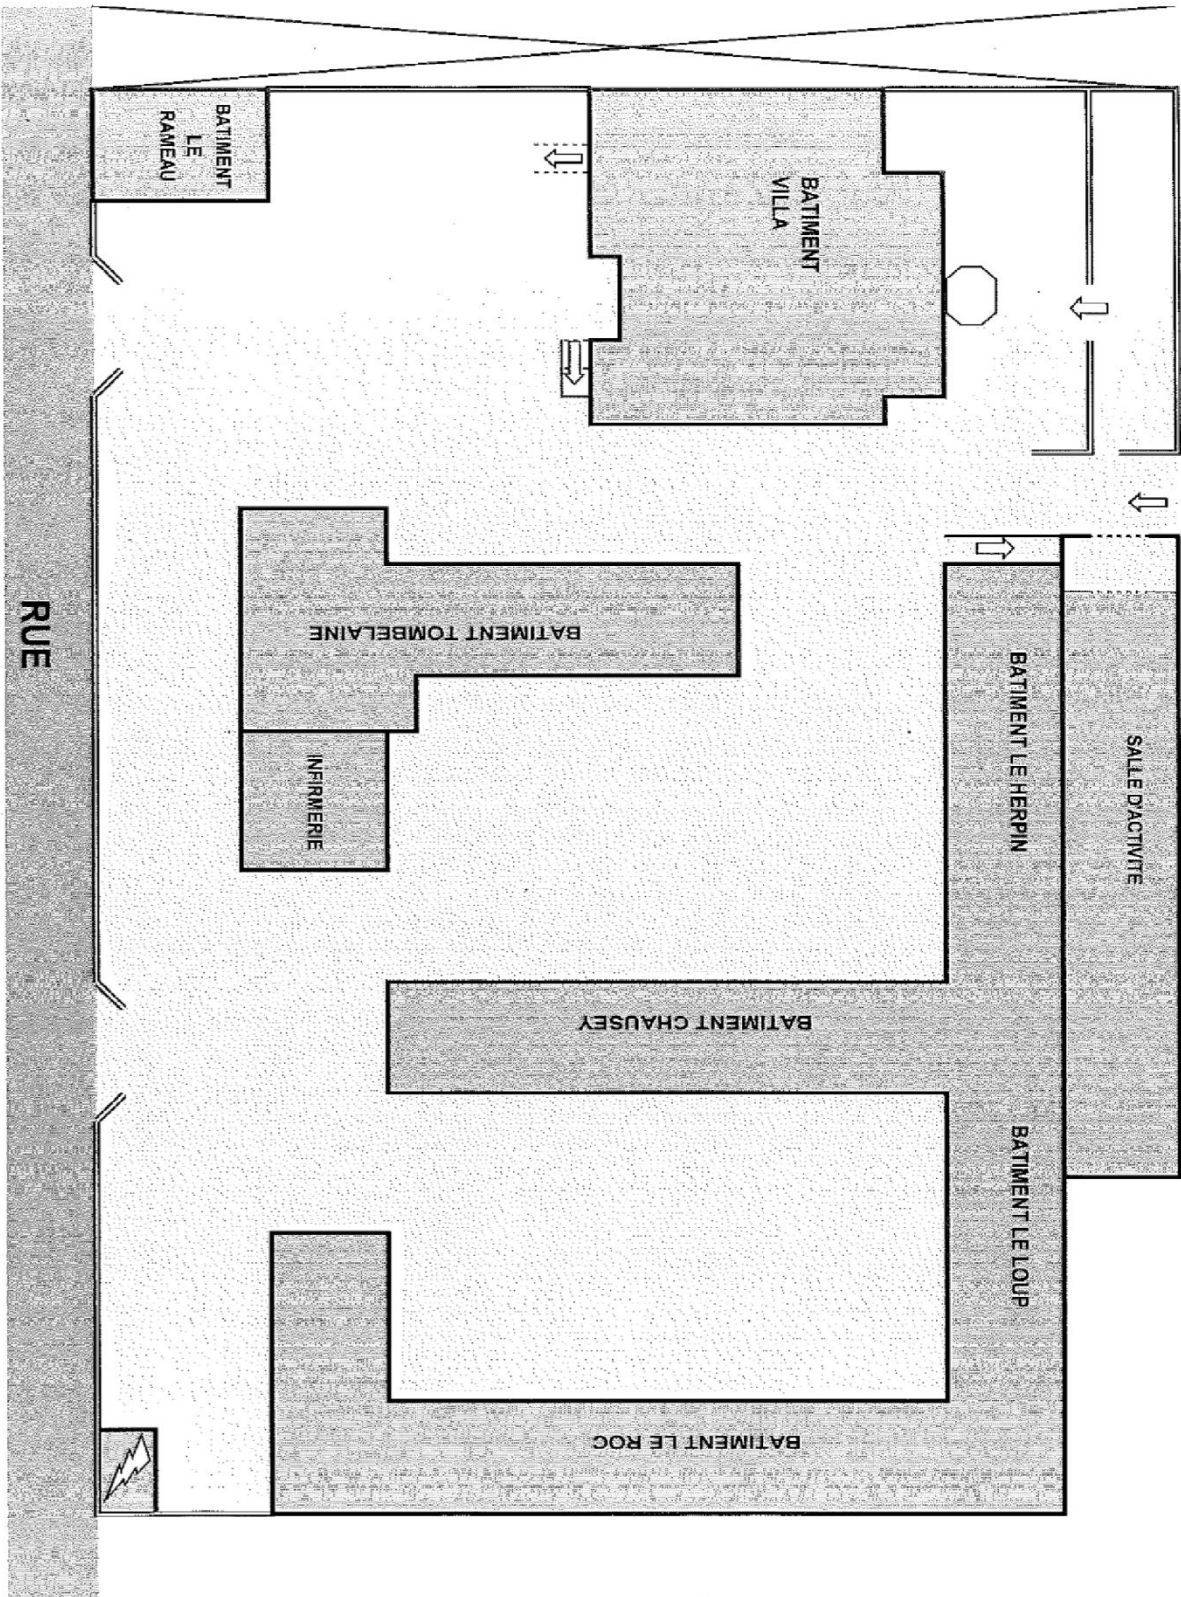 BATIMENT
LE
RAMEAU
BATIMENT
VILLA
RUE
BATIMENT TOMBELAINE
INFIRMERIE
BATIMENT LE HERPIN
SALLE D'ACTIVITE
BATIMENT CHAUSEY
BATIMENT LE LOUP
BATIMENT LE ROC